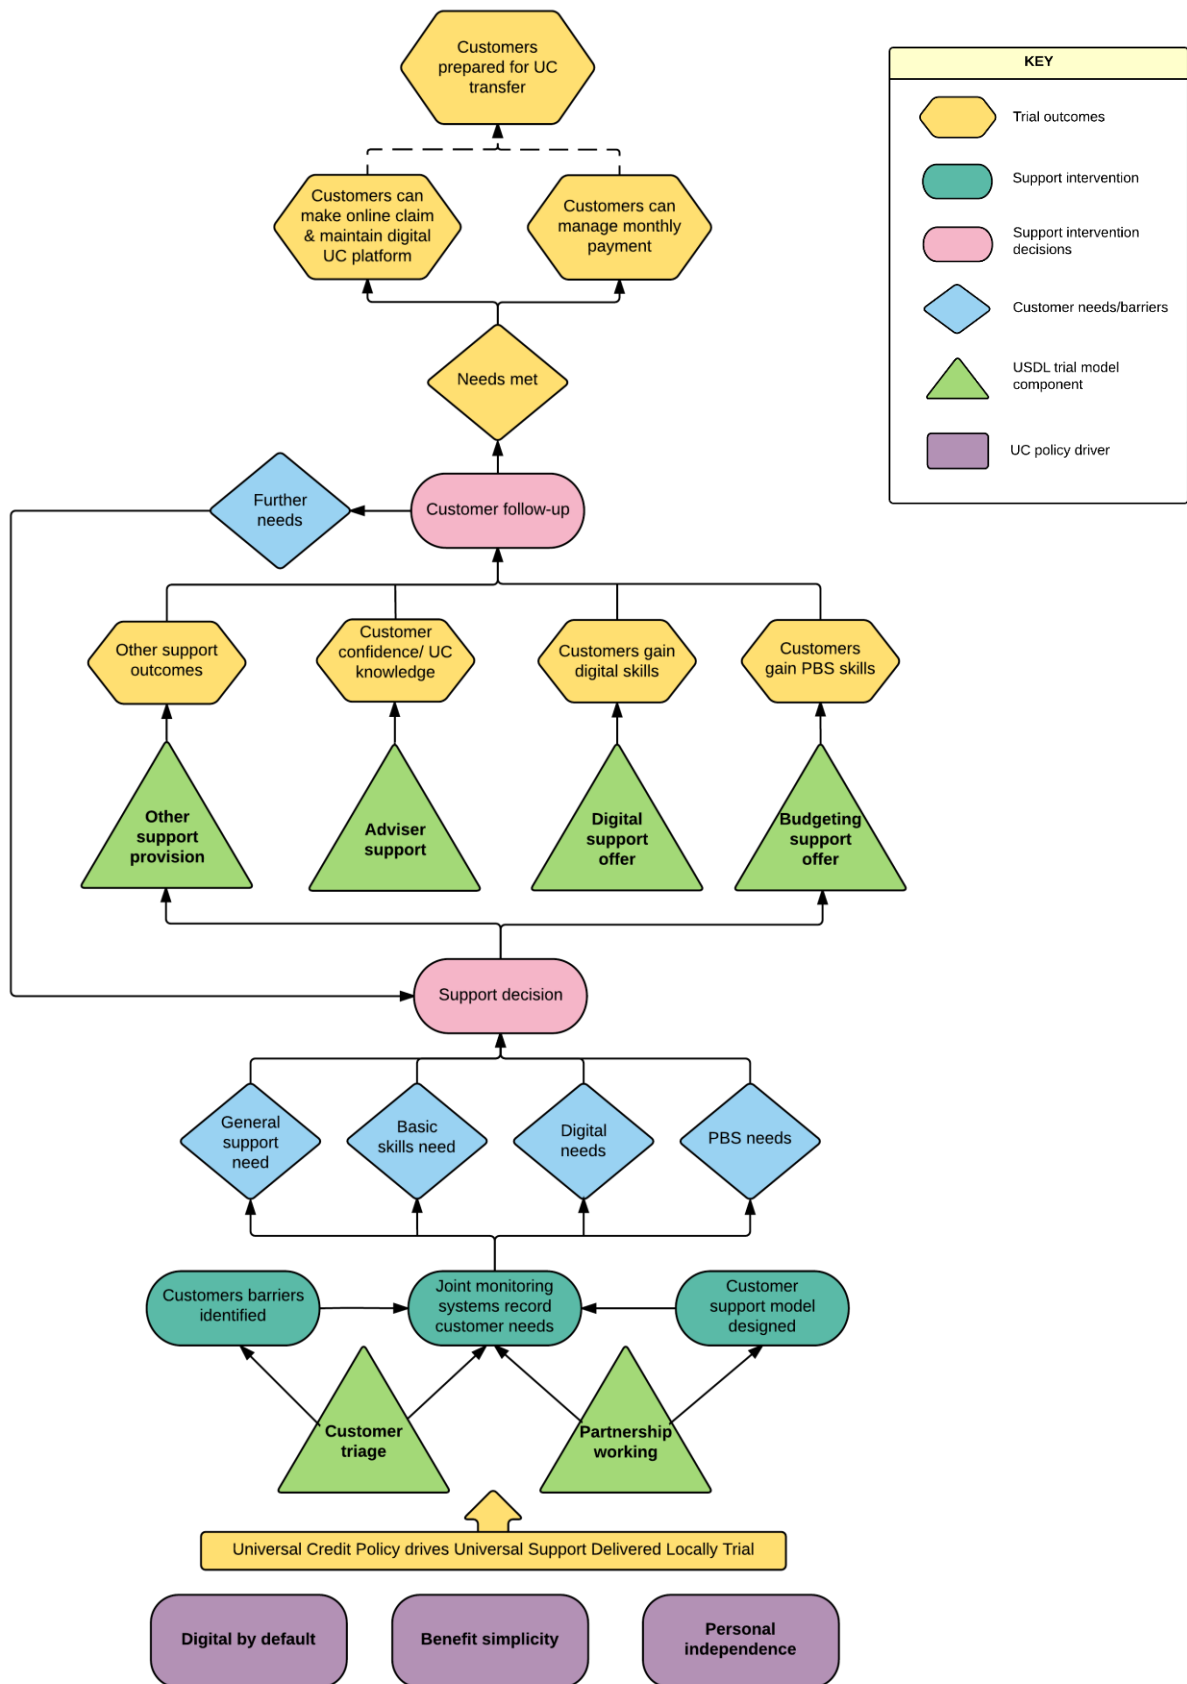 Customers
prepared for UC
transfer
KEY
Trial outcomes
Support intervention
Support intervention
decisions
Customer needs/barriers
USDL trial model
component
UC policy driver
Customers can
make online claim
& maintain digital
UC platform
Customers can
manage monthly
payment
Needs met
Further
needs
Customer follow-up
Other support
outcomes
Customer
confidence/ UC
knowledge
Customers gain
digital skills
Customers
gain PBS skills
Other
support
provision
Adviser
support
Digital
support
offer
Budgeting
support
offer
Support decision
General
support
need
Basic
skills need
Digital
needs
PBS needs
Customers barriers
identified
Joint monitoring
systems record
customer needs
Customer
support model
designed
Customer
triage
Partnership
working
Universal Credit Policy drives Universal Support Delivered Locally Trial
Digital by default
Benefit simplicity
Personal
independence